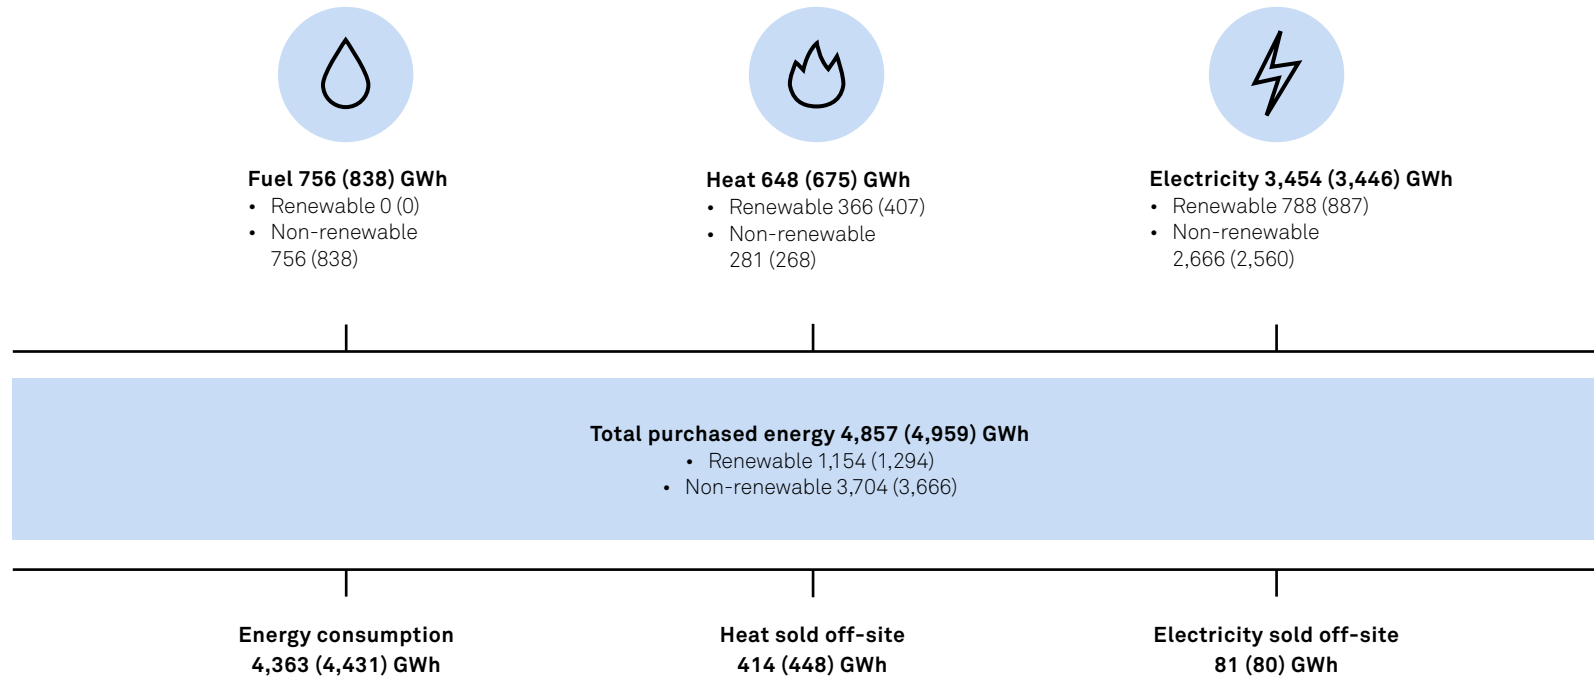 Fuel 756 (838) GWh
• Renewable 0 (0)
• Non-renewable
756 (838)
Heat 648 (675) GWh
• Renewable 366 (407)
• Non-renewable
281 (268)
Electricity 3,454 (3,446) GWh
• Renewable 788 (887)
• Non-renewable
2,666 (2,560)
Total purchased energy 4,857 (4,959) GWh
• Renewable 1,154 (1,294)
• Non-renewable 3,704 (3,666)
Energy consumption
4,363 (4,431) GWh
Heat sold off-site
414 (448) GWh
Electricity sold off-site
81 (80) GWh